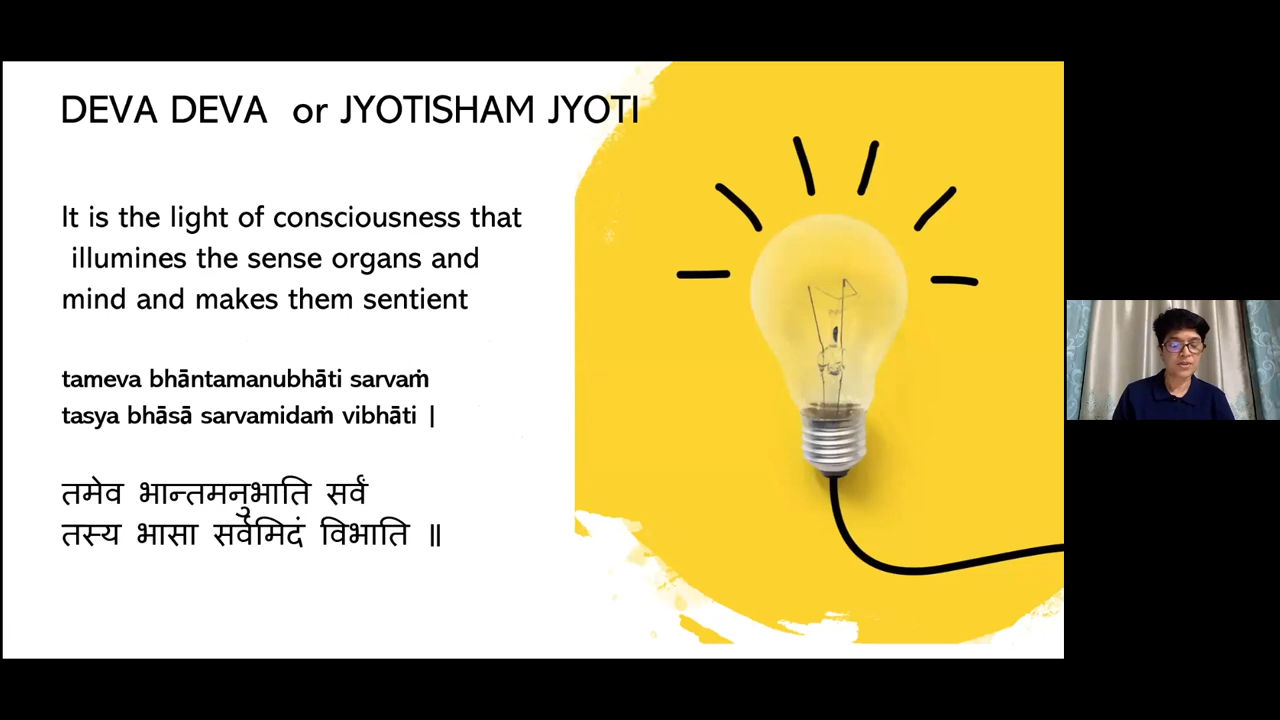 DEVA DEVA or JYOTISHAM JYOTI
It is the light of consciousness that
illumines the sense organs and
mind and makes them sentient
tameva bhāntamanubhāti sarvaṁ
tasya bhāsā sarvamidaṁ vibhāti |
तमेव भान्तमनुभाति सर्वं
तस्य भासा सर्वमिदं विभाति ॥